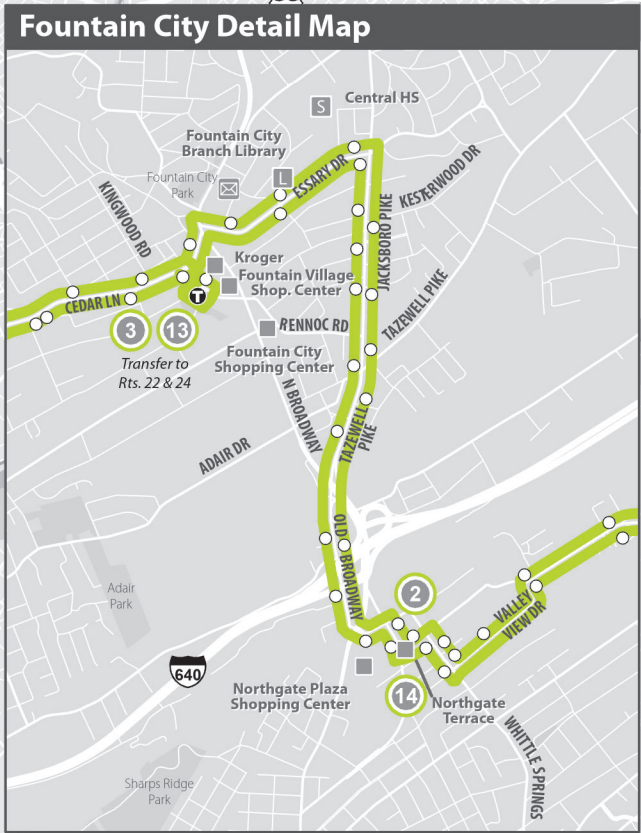 Fountain City Detail Map
S
Central HS
Fountain City
Branch Library
L
Fountain City
Park
ESSARY DR
KESTERWOOD DR
KINGWOOD RD
JACKSBORO PIKE
Kroger
Fountain Village
Shop. Center
T
CEDAR LN
3
13
RENNOC RD
TAZEWELL PIKE
Transfer to
Rts. 22 & 24
Fountain City
Shopping Center
N BROADWAY
TAZEWELL
PIKE
ADAIR DR
OLD BROADWAY
Adair
Park
2
VALLEY
VIEW DR
640
Northgate Plaza
Shopping Center
14
Northgate
Terrace
WHITTLE SPRINGS
Sharps Ridge
Park